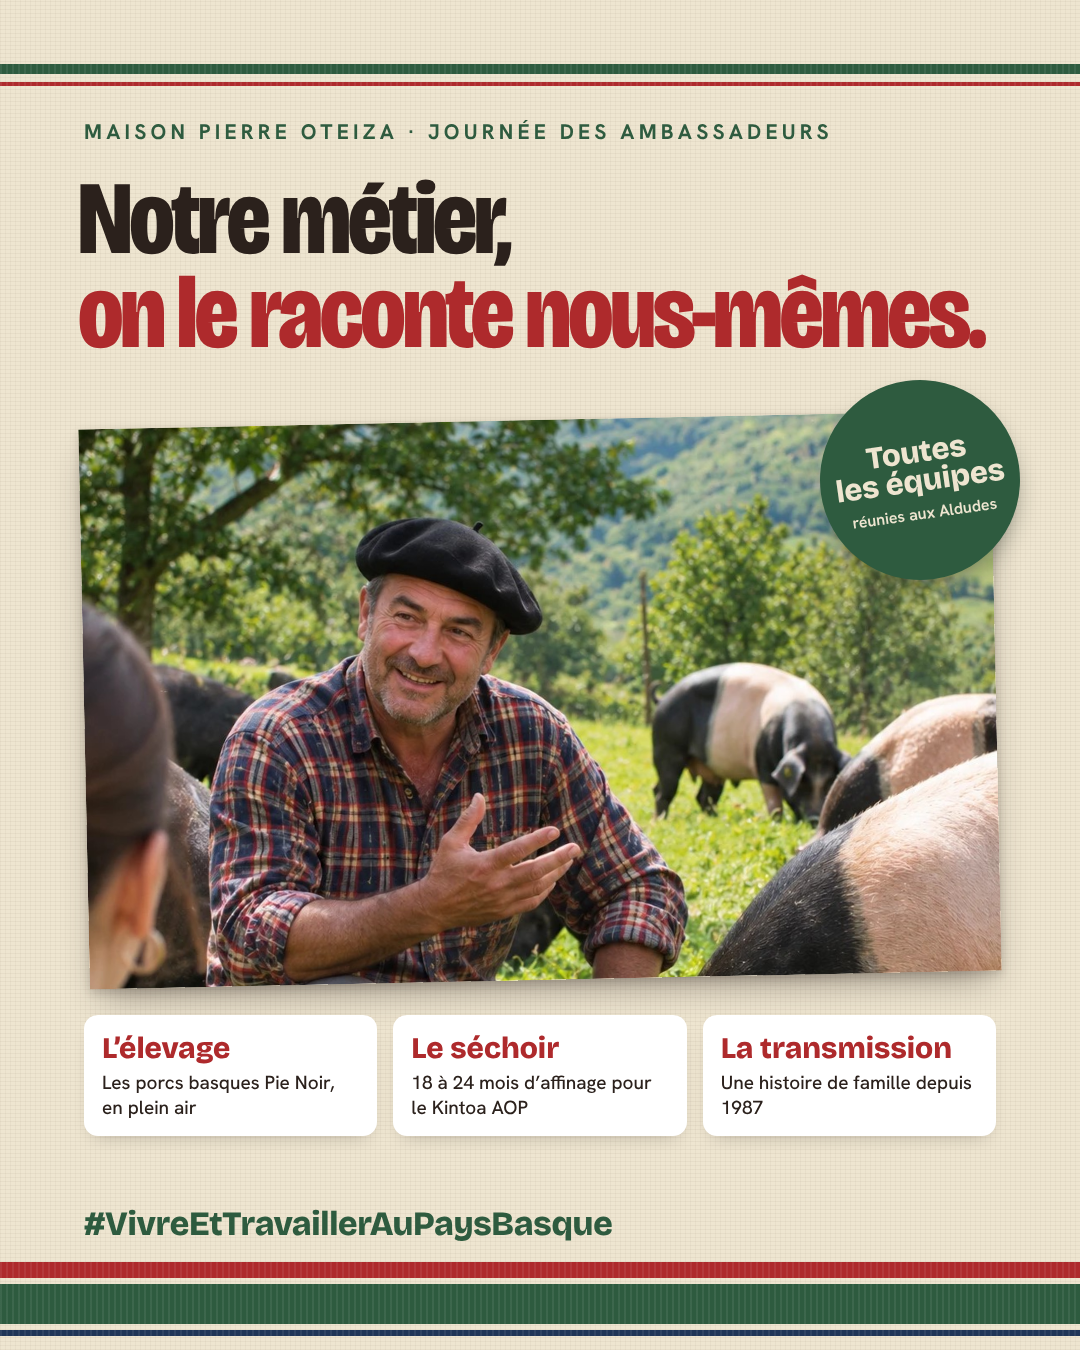 MAISON PIERRE OTEIZA · JOURNÉE DES AMBASSADEURS
Notre métier,
on le raconte nous-mêmes.
Toutes
les équipes
réunies aux Aldudes
L’élevage
Les porcs basques Pie Noir,
en plein air
Le séchoir
18 à 24 mois d’affinage pour
le Kintoa AOP
La transmission
Une histoire de famille depuis
1987
#VivreEtTravaillerAuPaysBasque